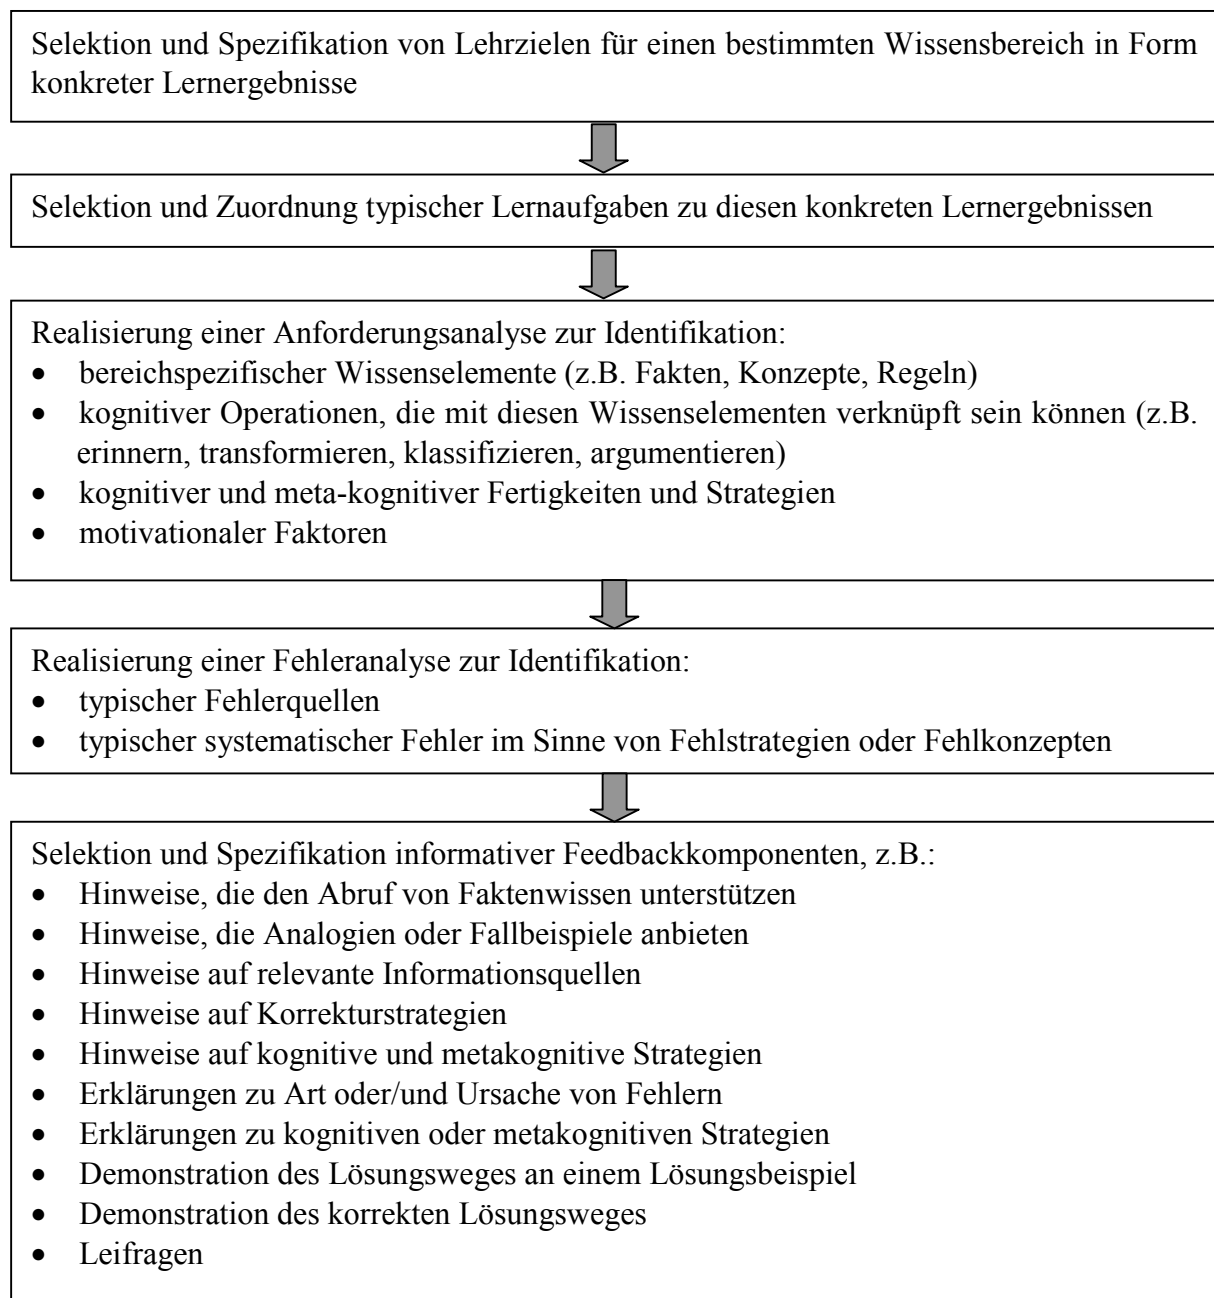 Selektion und Spezifikation von Lehrzielen für einen bestimmten Wissensbereich in Form
konkreter Lernergebnisse
Selektion und Zuordnung typischer Lernaufgaben zu diesen konkreten Lernergebnissen
Realisierung einer Anforderungsanalyse zur Identifikation:
• bereichspezifischer Wissenselemente (z.B. Fakten, Konzepte, Regeln)
• kognitiver Operationen, die mit diesen Wissenselementen verknüpft sein können (z.B.
erinnern, transformieren, klassifizieren, argumentieren)
• kognitiver und meta-kognitiver Fertigkeiten und Strategien
• motivationaler Faktoren
Realisierung einer Fehleranalyse zur Identifikation:
• typischer Fehlerquellen
• typischer systematischer Fehler im Sinne von Fehlstrategien oder Fehlkonzepten
Selektion und Spezifikation informativer Feedbackkomponenten, z.B.:
• Hinweise, die den Abruf von Faktenwissen unterstützen
• Hinweise, die Analogien oder Fallbeispiele anbieten
• Hinweise auf relevante Informationsquellen
• Hinweise auf Korrekturstrategien
• Hinweise auf kognitive und metakognitive Strategien
• Erklärungen zu Art oder/und Ursache von Fehlern
• Erklärungen zu kognitiven oder metakognitiven Strategien
• Demonstration des Lösungsweges an einem Lösungsbeispiel
• Demonstration des korrekten Lösungsweges
• Leifragen